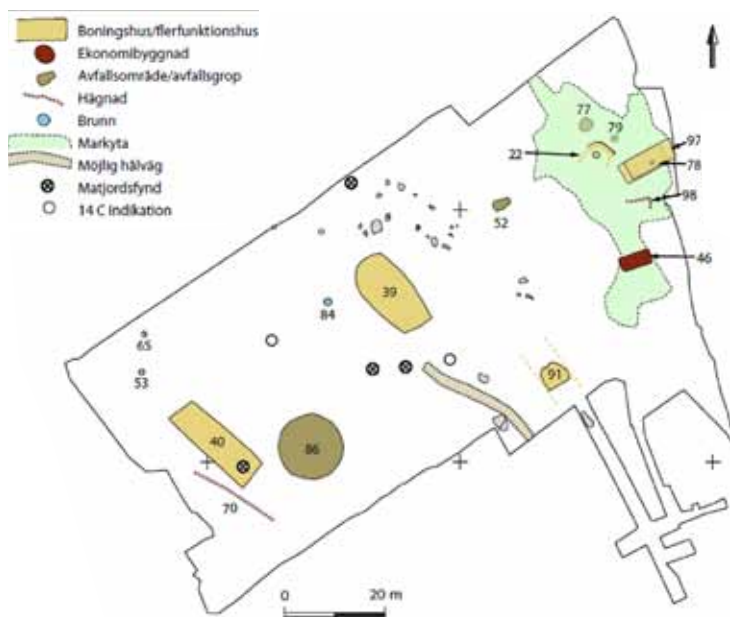 Boningshus/flerfunktionshus
Ekonomibyggnad
Avfallsområde/avfallsgrop
Hägnad
Brunn
Markyta
Möjlig hålväg
Matjordsfynd
14 C indikation
77
79
97
22
78
98
52
46
39
84
65
53
91
40
86
70
0 20 m